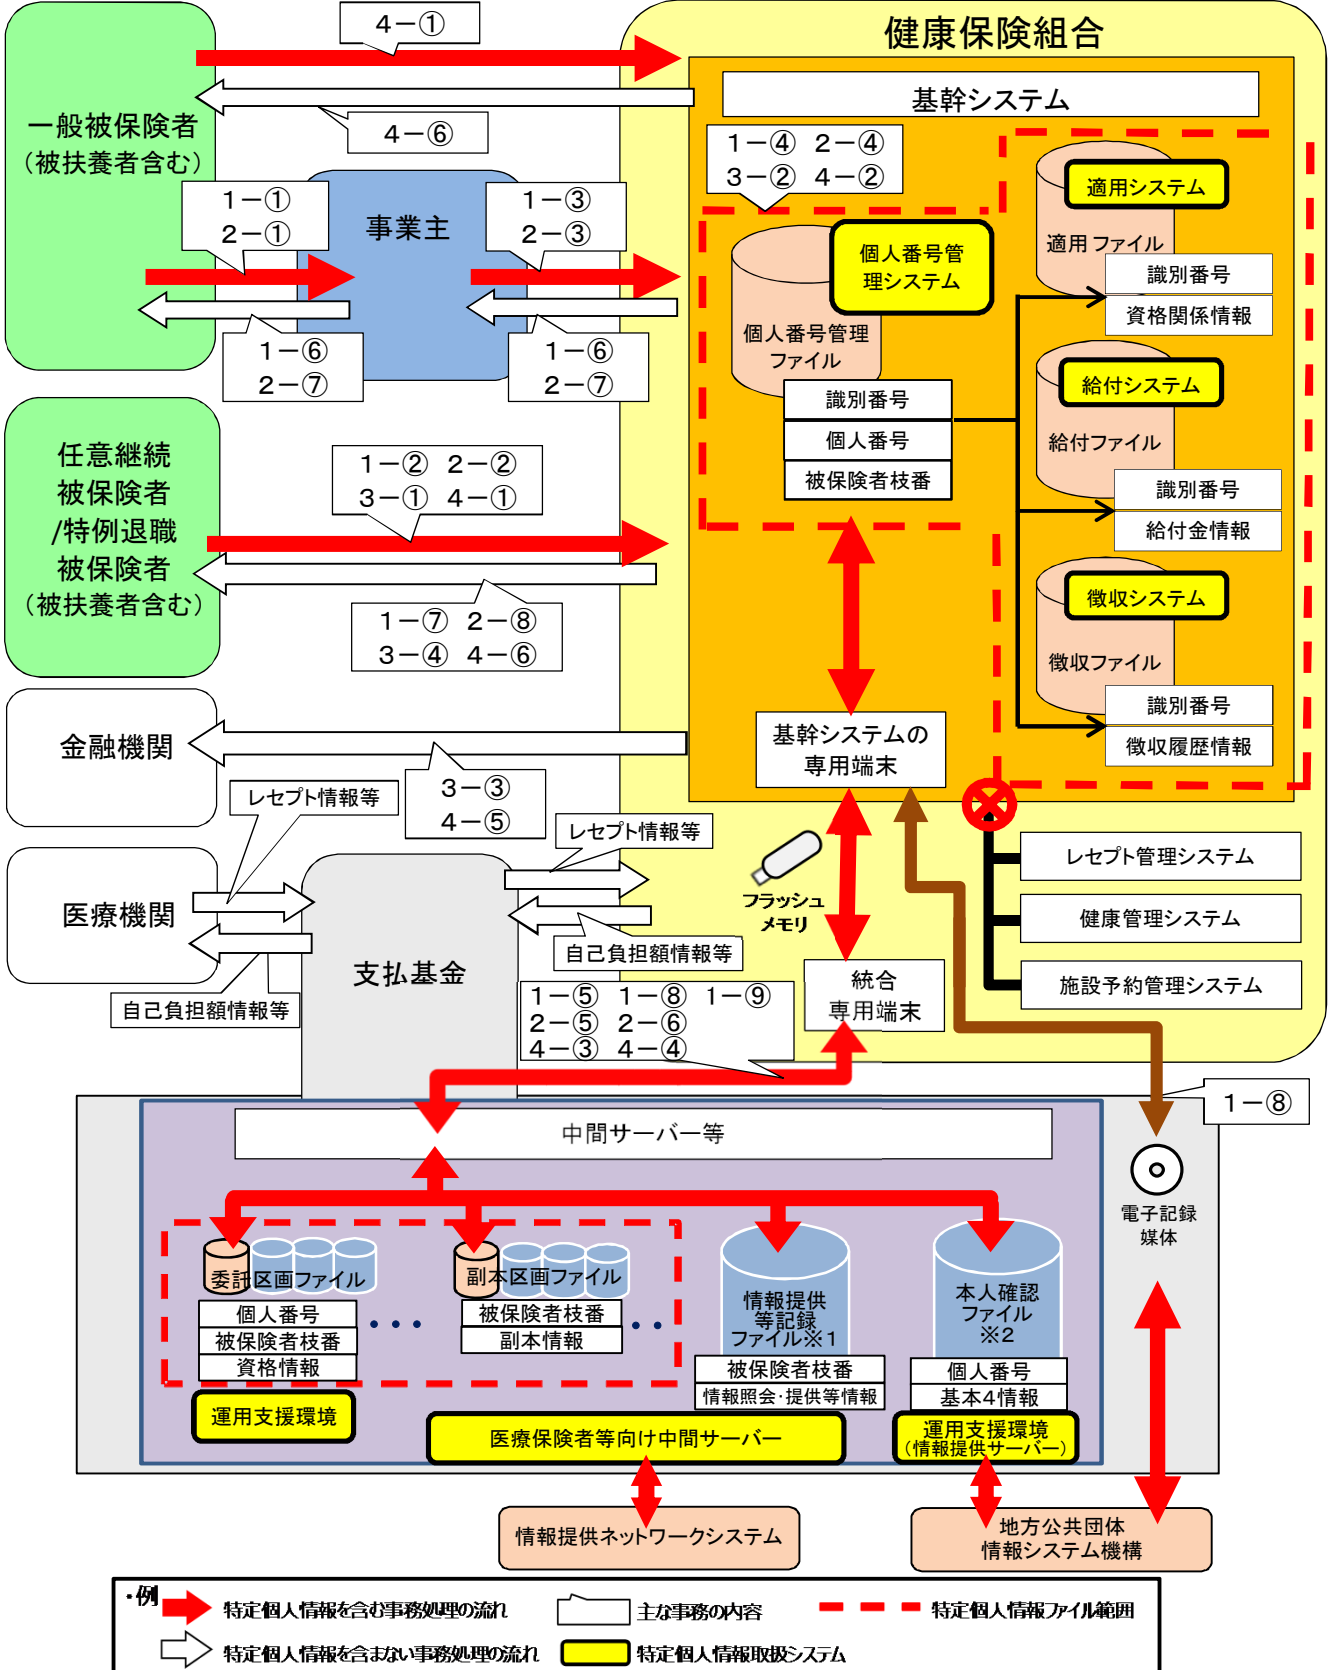 4－①
健康保険組合
基幹システム
一般被保険者
（被扶養者含む）
4－⑥
1－④ 2－④
3－② 4－②
適用システム
適用ファイル
識別番号
資格関係情報
1－①
2－①
事業主
1－③
2－③
個人番号管
理システム
個人番号管理
ファイル
1－⑥
2－⑦
1－⑥
2－⑦
識別番号
個人番号
被保険者枝番
給付システム
給付ファイル
識別番号
給付金情報
任意継続
被保険者
/特例退職
被保険者
（被扶養者含む）
1－② 2－②
3－① 4－①
1－⑦ 2－⑧
3－④ 4－⑥
徴収システム
徴収ファイル
識別番号
徴収履歴情報
金融機関
3－③
4－⑤
基幹システムの
専用端末
レセプト情報等
レセプト情報等
フラッシュ
メモリ
レセプト管理システム
健康管理システム
施設予約管理システム
医療機関
支払基金
自己負担額情報等
自己負担額情報等
統合
専用端末
1－⑤ 1－⑧ 1－⑨
2－⑤ 2－⑥
4－③ 4－④
1－⑧
中間サーバー等
電子記録
媒体
委託区画ファイル
個人番号
被保険者枝番
資格情報
・・・
副本区画ファイル
被保険者枝番
副本情報
・・
情報提供
等記録
ファイル※1
被保険者枝番
情報照会・提供等情報
本人確認
ファイル
※2
個人番号
基本4情報
運用支援環境
医療保険者等向け中間サーバー
運用支援環境
（情報提供サーバー）
情報提供ネットワークシステム
地方公共団体
情報システム機構
・例
特定個人情報を含む事務処理の流れ
主な事務の内容
特定個人情報ファイル範囲
特定個人情報を含まない事務処理の流れ
特定個人情報取扱システム